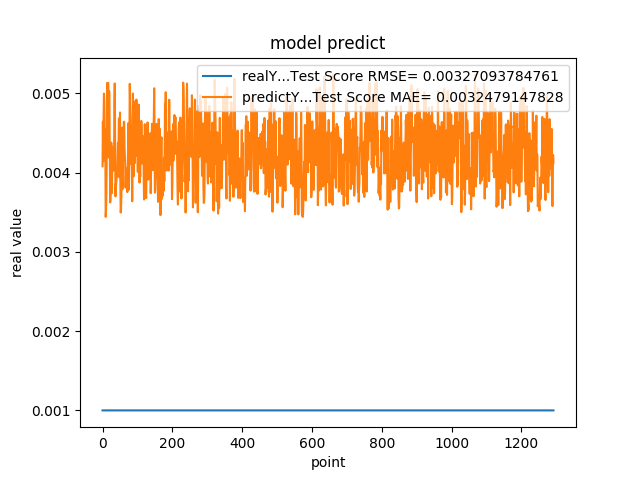 model predict
realY...Test Score RMSE= 0.00327093784761
predictY...Test Score MAE= 0.0032479147828
0.005
0.004
0.003
0.002
0.001
real value
0
200
400
600
800
1000
1200
point